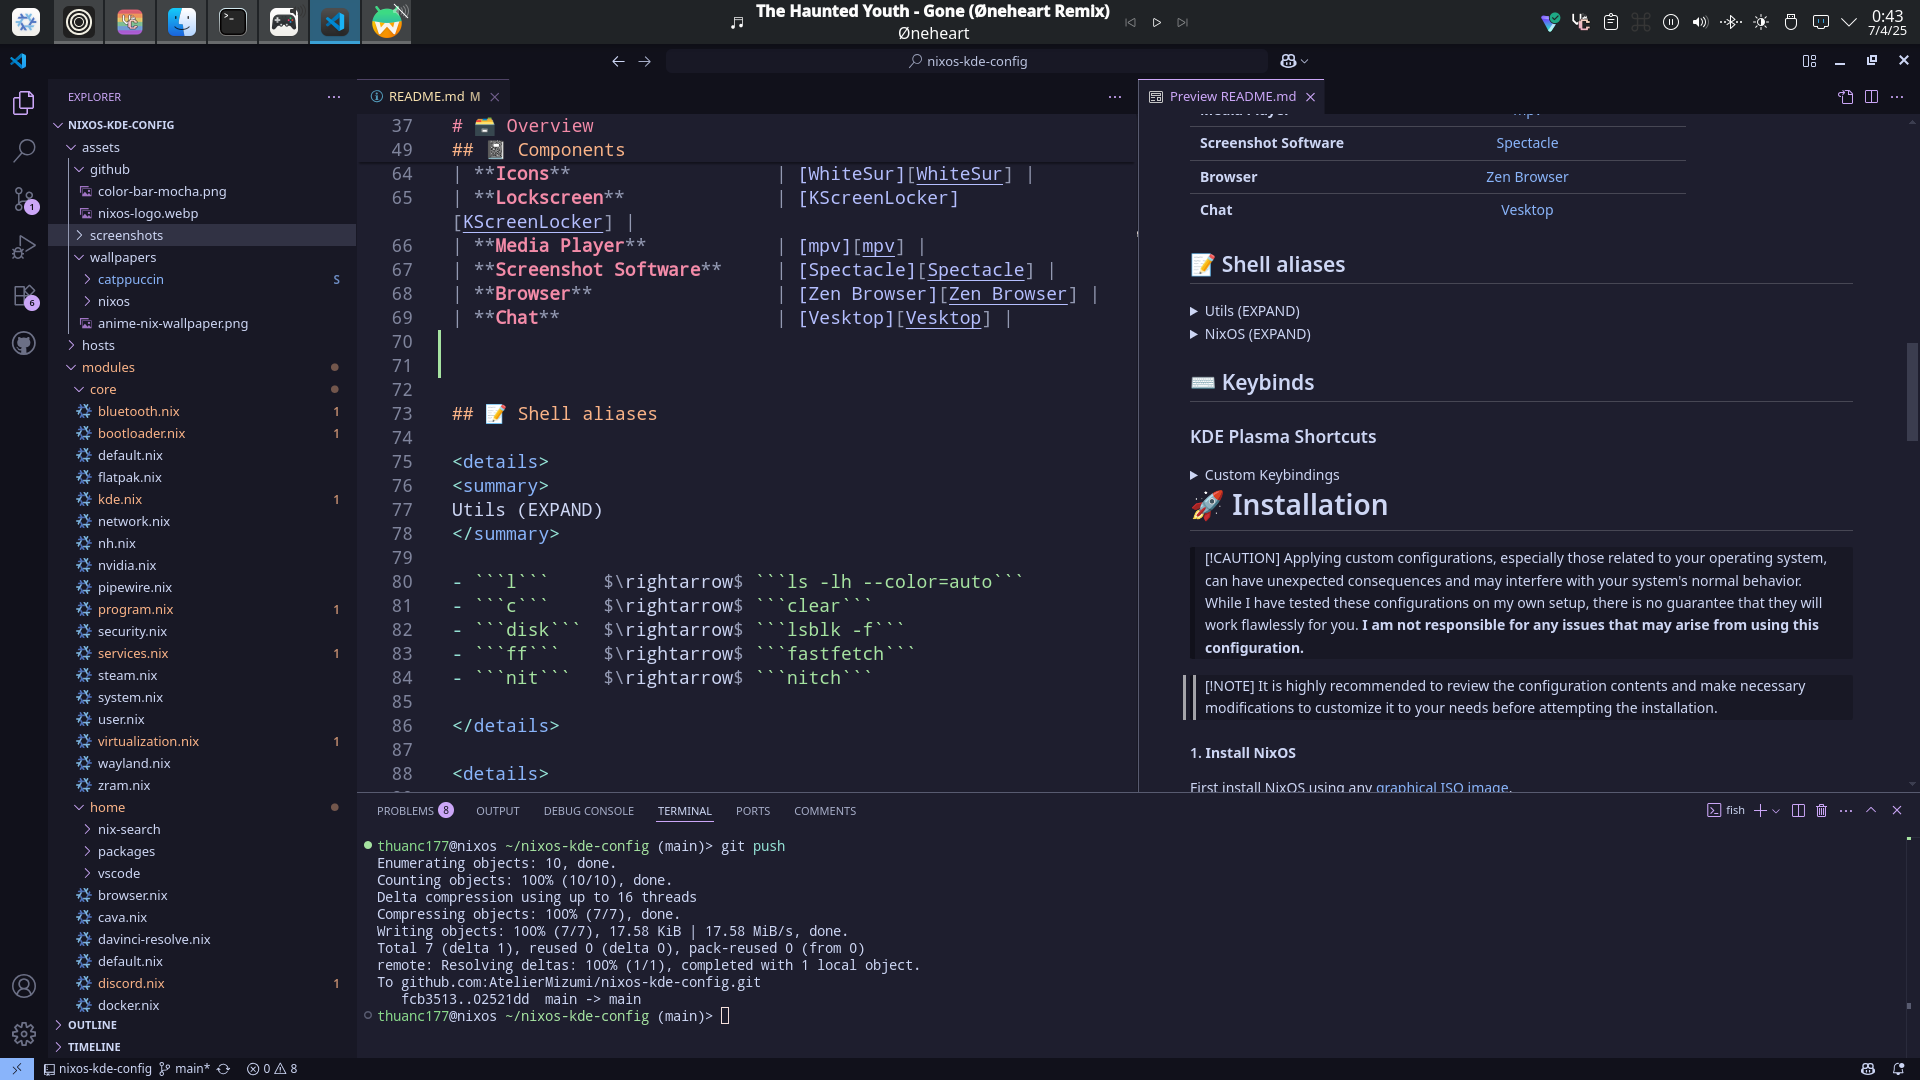 The Haunted Youth - Gone (Øneheart Remix)
Øneheart
0:43
7/4/25
nixos-kde-config
EXPLORER
NIXOS-KDE-CONFIG
assets
github
color-bar-mocha.png
nixos-logo.webp
screenshots
wallpapers
catppuccin S
nixos
anime-nix-wallpaper.png
hosts
modules
core
bluetooth.nix 1
bootloader.nix 1
default.nix
flatpak.nix
kde.nix 1
network.nix
nh.nix
nvidia.nix
pipewire.nix
program.nix 1
security.nix
services.nix 1
steam.nix
system.nix
user.nix
virtualization.nix 1
wayland.nix
zram.nix
home
nix-search
packages
vscode
browser.nix
cava.nix
davinci-resolve.nix
default.nix
discord.nix 1
docker.nix
OUTLINE
TIMELINE
1
6
README.md M
37 # 🗃️ Overview
49 ## 📓 Components
64 | **Icons** | [WhiteSur][WhiteSur] |
65 | **Lockscreen** | [KScreenLocker]
[KScreenLocker] |
66 | **Media Player** | [mpv][mpv] |
67 | **Screenshot Software** | [Spectacle][Spectacle] |
68 | **Browser** | [Zen Browser][Zen Browser] |
69 | **Chat** | [Vesktop][Vesktop] |
70
71
72
73 ## 📝 Shell aliases
74
75 <details>
76 <summary>
77 Utils (EXPAND)
78 </summary>
79
80 - ```l``` $\rightarrow$ ```ls -lh --color=auto```
81 - ```c``` $\rightarrow$ ```clear```
82 - ```disk``` $\rightarrow$ ```lsblk -f```
83 - ```ff``` $\rightarrow$ ```fastfetch```
84 - ```nit``` $\rightarrow$ ```nitch```
85
86 </details>
87
88 <details>
Preview README.md
Media Player mpv
Screenshot Software Spectacle
Browser Zen Browser
Chat Vesktop
📝 Shell aliases
Utils (EXPAND)
NixOS (EXPAND)
⌨️ Keybinds
KDE Plasma Shortcuts
Custom Keybindings
🚀 Installation
[!CAUTION] Applying custom configurations, especially those related to your operating system,
can have unexpected consequences and may interfere with your system's normal behavior.
While I have tested these configurations on my own setup, there is no guarantee that they will
work flawlessly for you. I am not responsible for any issues that may arise from using this
configuration.
[!NOTE] It is highly recommended to review the configuration contents and make necessary
modifications to customize it to your needs before attempting the installation.
1. Install NixOS
First install NixOS using any graphical ISO image.
PROBLEMS 8 OUTPUT DEBUG CONSOLE TERMINAL PORTS COMMENTS
fish
thuanc177@nixos ~/nixos-kde-config (main)> git push
Enumerating objects: 10, done.
Counting objects: 100% (10/10), done.
Delta compression using up to 16 threads
Compressing objects: 100% (7/7), done.
Writing objects: 100% (7/7), 17.58 KiB | 17.58 MiB/s, done.
Total 7 (delta 1), reused 0 (delta 0), pack-reused 0 (from 0)
remote: Resolving deltas: 100% (1/1), completed with 1 local object.
To github.com:AtelierMizumi/nixos-kde-config.git
fcb3513..02521dd main -> main
thuanc177@nixos ~/nixos-kde-config (main)>
nixos-kde-config main* 0 8